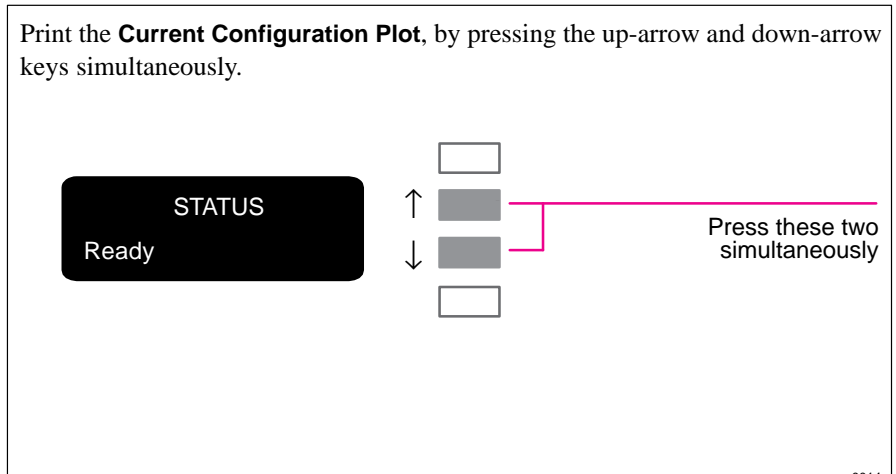 Print the Current Configuration Plot, by pressing the up-arrow and down-arrow
keys simultaneously.
STATUS
Ready
↑
↓
Press these two
simultaneously